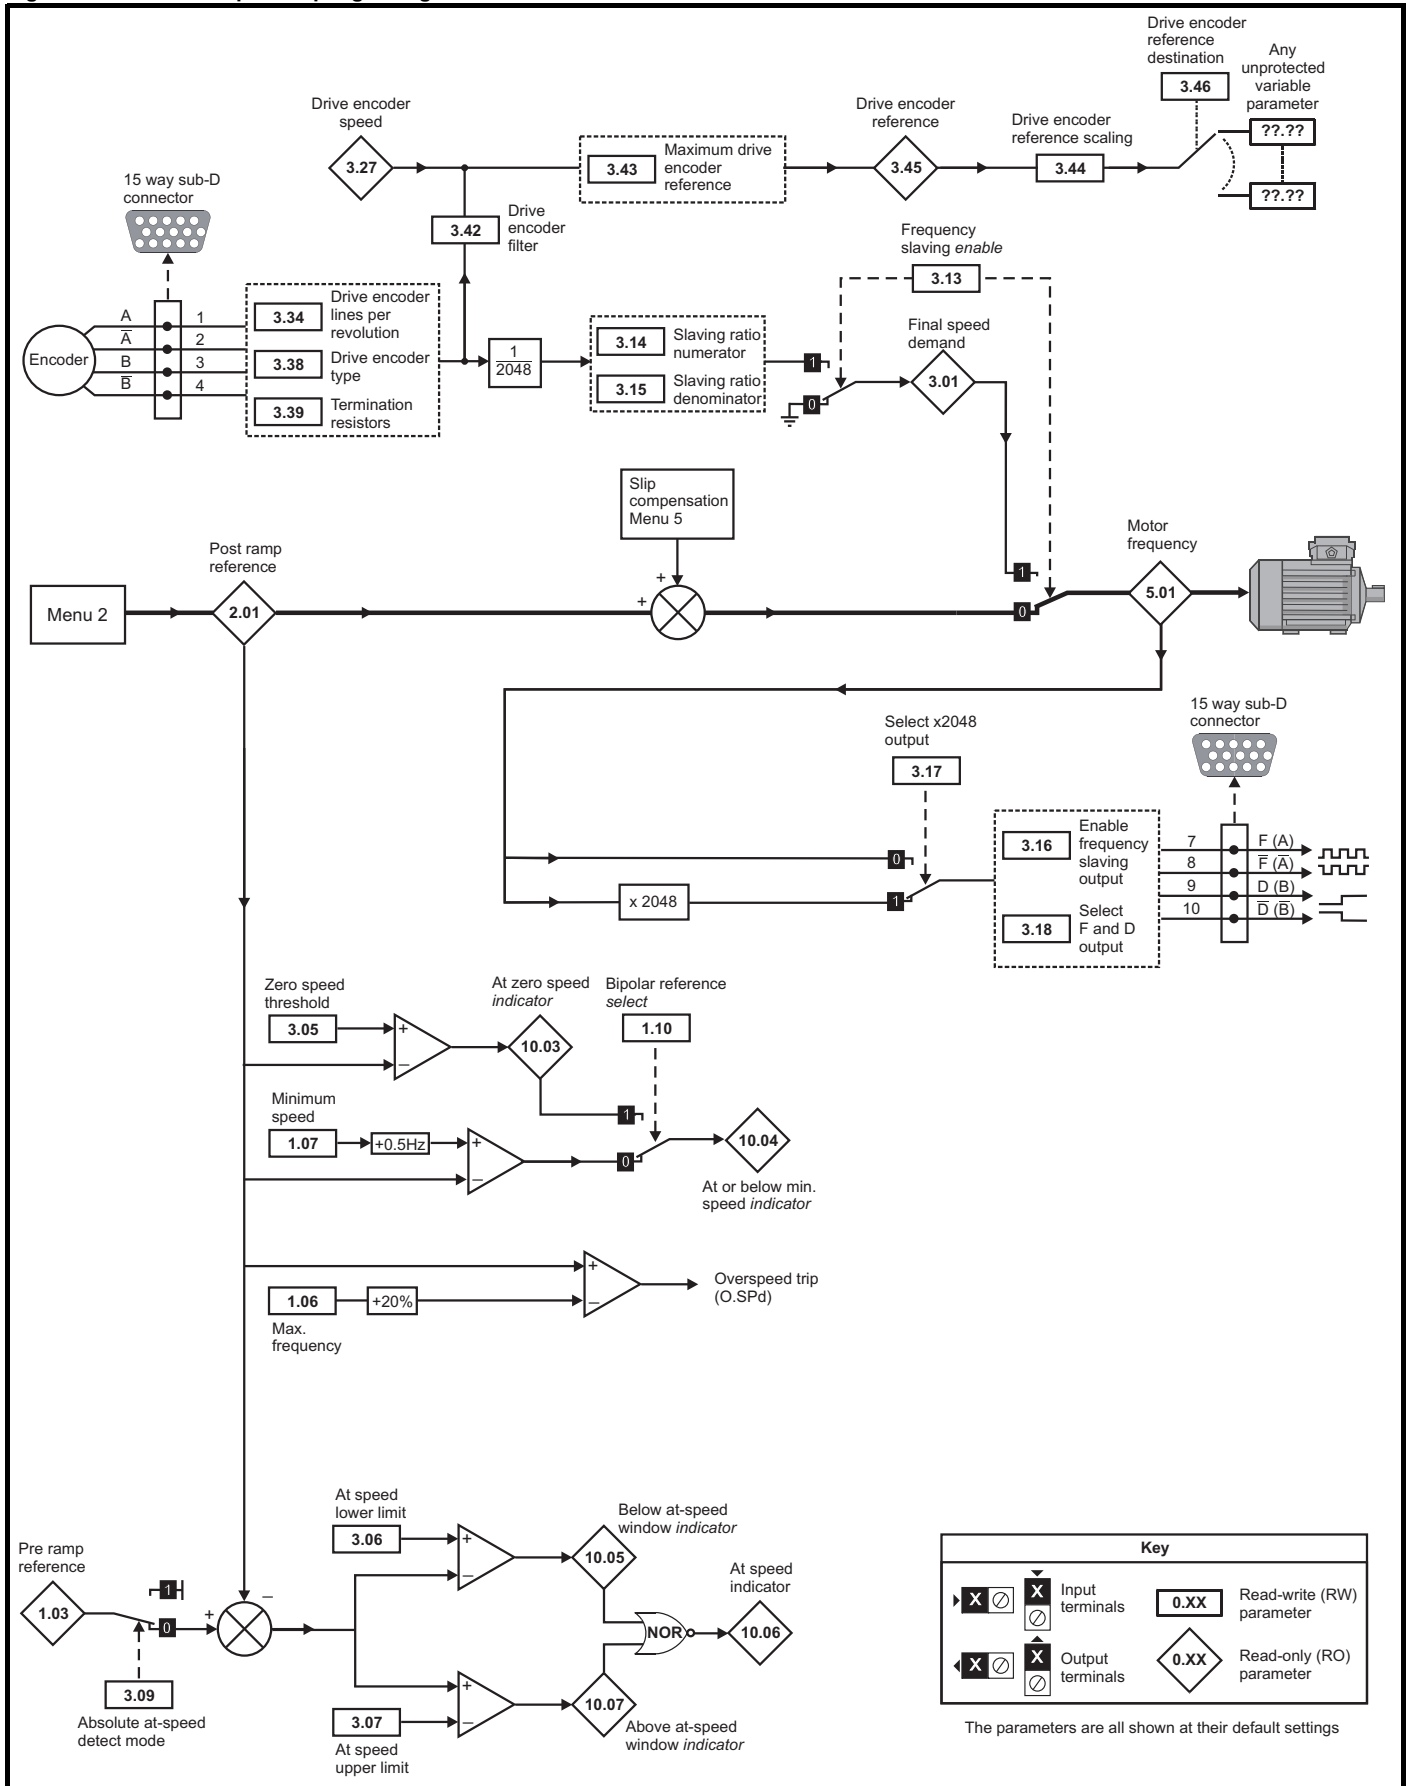 Drive encoder
reference
destination
3.46
Any
unprotected
variable
parameter
??.??
??.??
Drive encoder
speed
3.27
3.43
Maximum drive
encoder
reference
Drive encoder
reference
3.45
Drive encoder
reference scaling
3.44
15 way sub-D
connector
3.42
Drive
encoder
filter
Frequency
slaving enable
3.13
Encoder
A
A̅
B
B̅
1
2
3
4
3.34
Drive encoder
lines per
revolution
3.38
Drive encoder
type
3.39
Termination
resistors
1
2048
3.14
Slaving ratio
numerator
3.15
Slaving ratio
denominator
1
0
Final speed
demand
3.01
Slip
compensation
Menu 5
Menu 2
Post ramp
reference
2.01
+
+
1
0
Motor
frequency
5.01
15 way sub-D
connector
Select x2048
output
3.17
0
1
x 2048
3.16
Enable
frequency
slaving
output
3.18
Select
F and D
output
7
8
9
10
F (A)
F̅ (A̅)
D (B)
D̅ (B̅)
Zero speed
threshold
3.05
+
–
At zero speed
indicator
10.03
Bipolar reference
select
1.10
Minimum
speed
1.07
+0.5Hz
+
–
1
0
10.04
At or below min.
speed indicator
1.06
Max.
frequency
+20%
+
–
Overspeed trip
(O.SPd)
Pre ramp
reference
1.03
1
0
3.09
Absolute at-speed
detect mode
+
–
At speed
lower limit
3.06
+
–
Below at-speed
window indicator
10.05
NOR
At speed
indicator
10.06
3.07
At speed
upper limit
+
–
10.07
Above at-speed
window indicator
Key
X
X
Input
terminals
0.XX
Read-write (RW)
parameter
X
X
Output
terminals
0.XX
Read-only (RO)
parameter
The parameters are all shown at their default settings